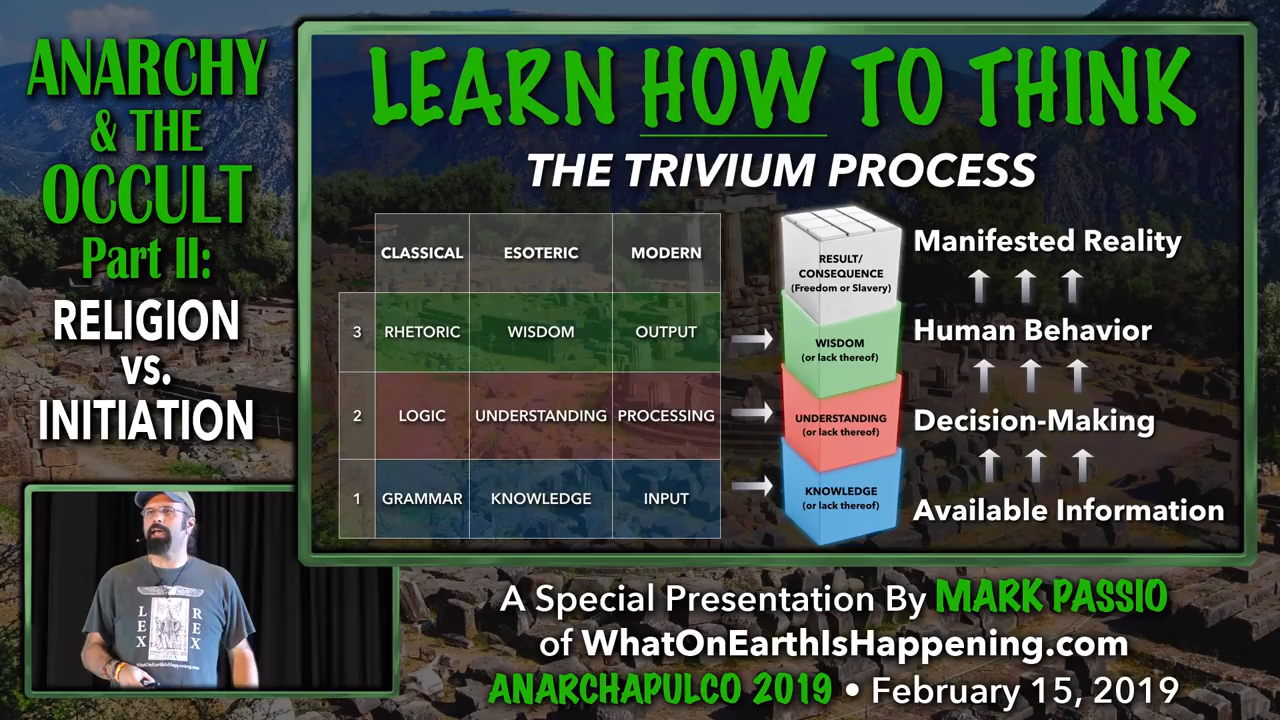 ANARCHY
& THE
OCCULT
Part II:
RELIGION
vs.
INITIATION
LEARN HOW TO THINK
THE TRIVIUM PROCESS
CLASSICAL ESOTERIC MODERN
3 RHETORIC WISDOM OUTPUT
2 LOGIC UNDERSTANDING PROCESSING
1 GRAMMAR KNOWLEDGE INPUT
RESULT/
CONSEQUENCE
(Freedom or Slavery)
WISDOM
(or lack thereof)
UNDERSTANDING
(or lack thereof)
KNOWLEDGE
(or lack thereof)
Manifested Reality
Human Behavior
Decision-Making
Available Information
LEX
REX
WhatOnEarthIsHappening.com
A Special Presentation By MARK PASSIO
of WhatOnEarthIsHappening.com
ANARCHAPULCO 2019 • February 15, 2019